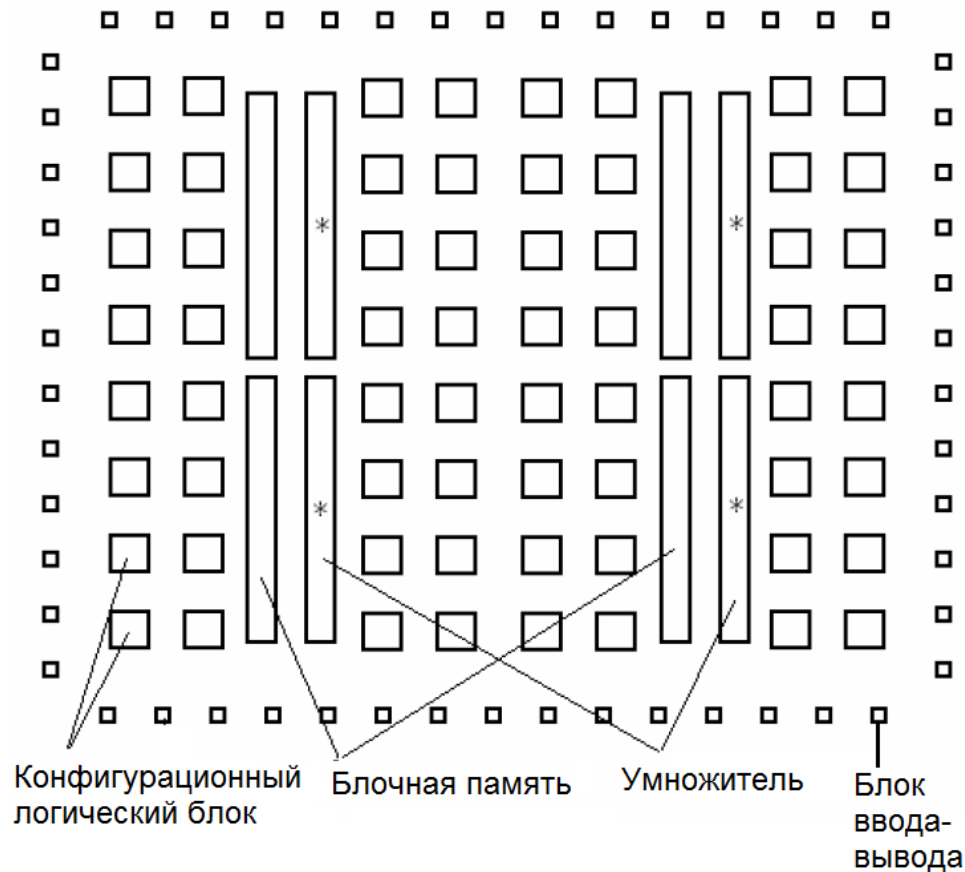 *
*
*
*
Конфигурационный
логический блок
Блочная память
Умножитель
Блок
ввода-
вывода